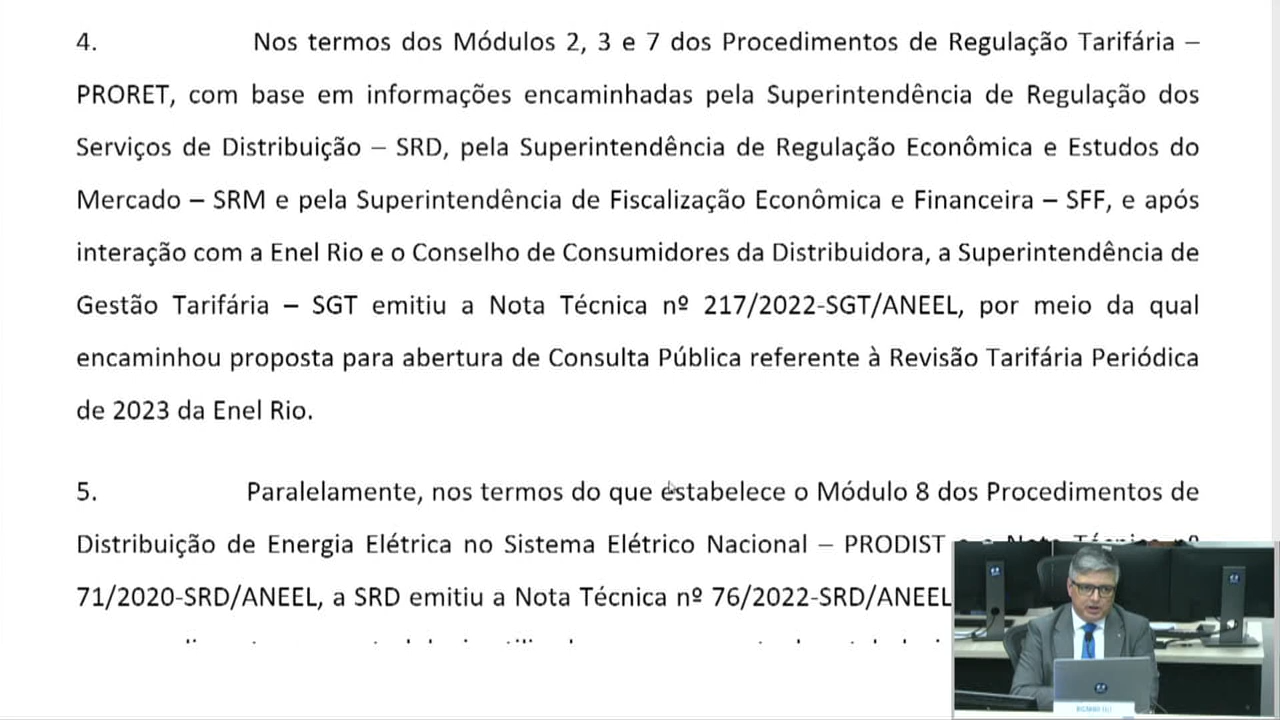 4. Nos termos dos Módulos 2, 3 e 7 dos Procedimentos de Regulação Tarifária –
PRORET, com base em informações encaminhadas pela Superintendência de Regulação dos
Serviços de Distribuição – SRD, pela Superintendência de Regulação Econômica e Estudos do
Mercado – SRM e pela Superintendência de Fiscalização Econômica e Financeira – SFF, e após
interação com a Enel Rio e o Conselho de Consumidores da Distribuidora, a Superintendência de
Gestão Tarifária – SGT emitiu a Nota Técnica nº 217/2022-SGT/ANEEL, por meio da qual
encaminhou proposta para abertura de Consulta Pública referente à Revisão Tarifária Periódica
de 2023 da Enel Rio.
5. Paralelamente, nos termos do que estabelece o Módulo 8 dos Procedimentos de
Distribuição de Energia Elétrica no Sistema Elétrico Nacional – PRODIST e a Nota Técnica nº
71/2020-SRD/ANEEL, a SRD emitiu a Nota Técnica nº 76/2022-SRD/ANEEL